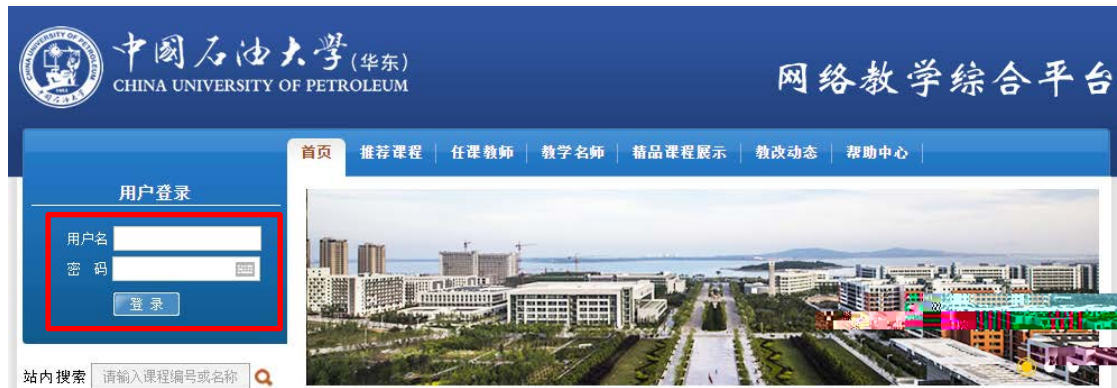 中國石油大学(华东)
CHINA UNIVERSITY OF PETROLEUM
网络教学综合平台
首页 推荐课程 任课教师 教学名师 精品课程展示 教改动态 帮助中心
用户登录
用户名
密 码
登 录
站内搜索 请输入课程编号或名称